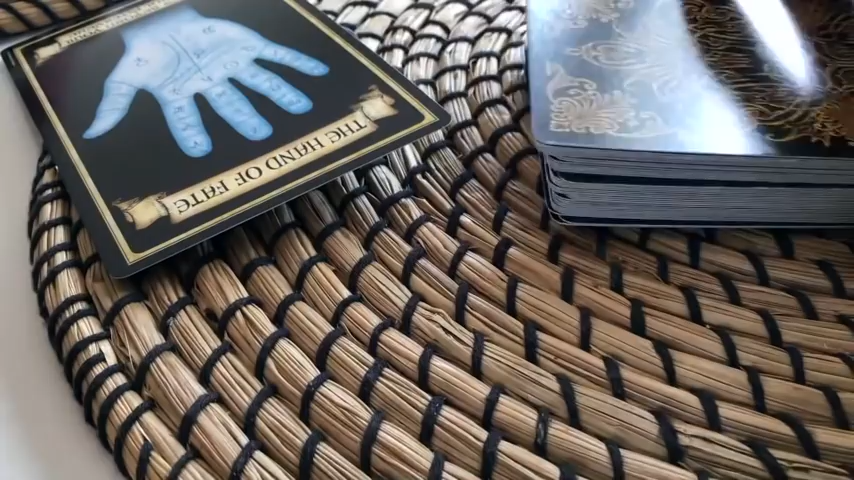 THE HAND OF FATE